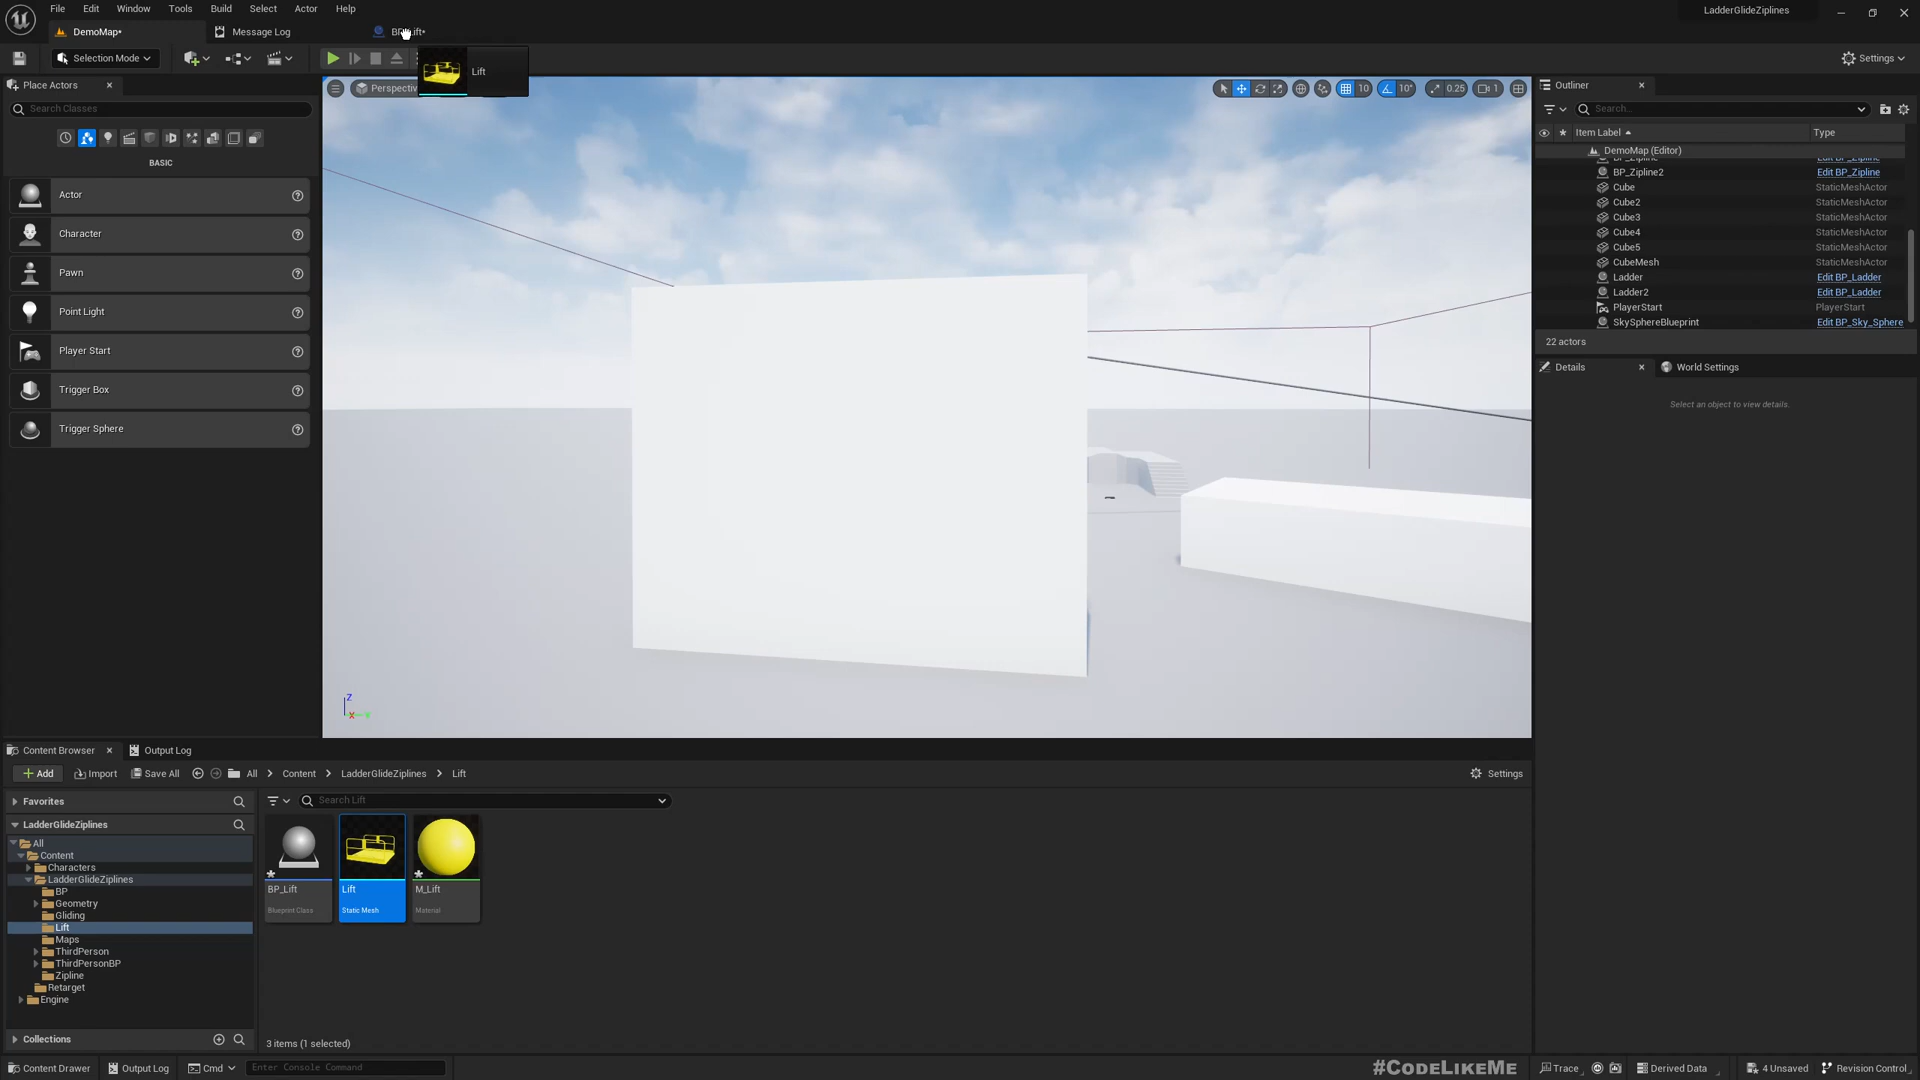 File Edit Window Tools Build Select Actor Help
LadderGlideZiplines
DemoMap*
Message Log
Selection Mode
Settings
Lift
Place Actors
Search Classes
BASIC
Actor
Character
Pawn
Point Light
Player Start
Trigger Box
Trigger Sphere
10
10°
0.25
1
Z
Outliner
Search...
Item Label
Type
DemoMap (Editor)
BP_Zipline Edit BP_Zipline
BP_Zipline2 Edit BP_Zipline
Cube StaticMeshActor
Cube2 StaticMeshActor
Cube3 StaticMeshActor
Cube4 StaticMeshActor
Cube5 StaticMeshActor
CubeMesh StaticMeshActor
Ladder Edit BP_Ladder
Ladder2 Edit BP_Ladder
PlayerStart PlayerStart
SkySphereBlueprint Edit BP_Sky_Sphere
22 actors
Details
World Settings
Select an object to view details.
Content Browser
Output Log
Add
Import
Save All
All
Content
LadderGlideZiplines
Lift
Settings
Favorites
LadderGlideZiplines
All
Content
Characters
LadderGlideZiplines
BP
Geometry
Gliding
Lift
Maps
ThirdPerson
ThirdPersonBP
Zipline
Retarget
Engine
Collections
Search Lift
BP_Lift
Blueprint Class
Lift
Static Mesh
M_Lift
Material
3 items (1 selected)
Content Drawer
Output Log
Cmd
Enter Console Command
#CodeLikeMe
Trace
Derived Data
4 Unsaved
Revision Control